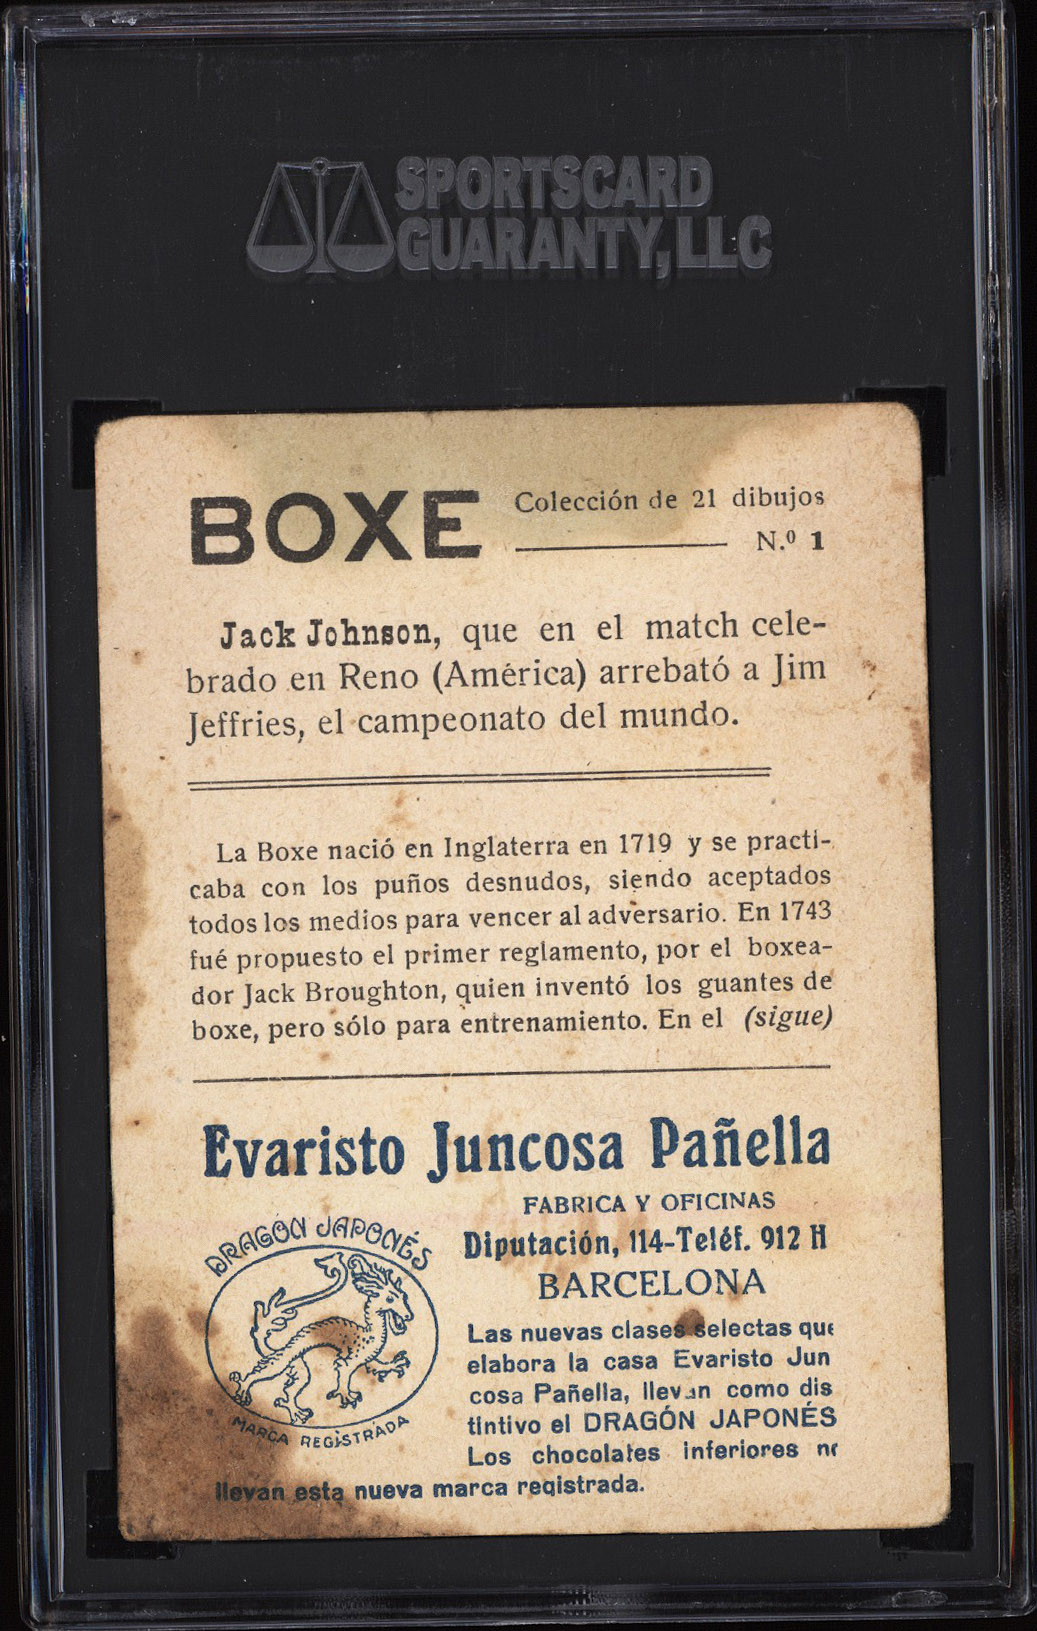 SPORTSCARD
GUARANTY, LLC
BOXE
Colección de 21 dibujos
N.º 1
Jack Johnson, que en el match cele-
brado en Reno (América) arrebató a Jim
Jeffries, el campeonato del mundo.
La Boxe nació en Inglaterra en 1719 y se practi-
caba con los puños desnudos, siendo aceptados
todos los medios para vencer al adversario. En 1743
fué propuesto el primer reglamento, por el boxea-
dor Jack Broughton, quien inventó los guantes de
boxe, pero sólo para entrenamiento. En el (sigue)
Evaristo Juncosa Pañella
FABRICA Y OFICINAS
Diputación, 114-Teléf. 912 H
BARCELONA
DRAGON JAPONÉS
MARCA REGISTRADA
Las nuevas clases selectas que
elabora la casa Evaristo Jun
cosa Pañella, llevan como dis
tintivo el DRAGÓN JAPONÉS
Los chocolates inferiores no
llevan esta nueva marca registrada.